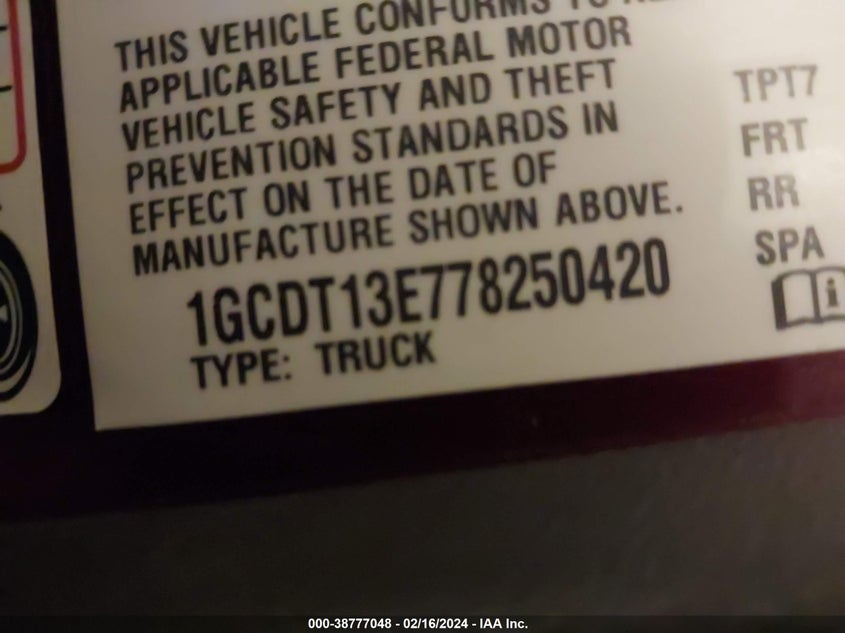 THIS VEHICLE CONFORMS TO
APPLICABLE FEDERAL MOTOR
VEHICLE SAFETY AND THEFT
PREVENTION STANDARDS IN
EFFECT ON THE DATE OF
MANUFACTURE SHOWN ABOVE.
1GCDT13E778250420
TYPE: TRUCK
TPT7
FRT
RR
SPA
000-38777048 - 02/16/2024 - IAA Inc.